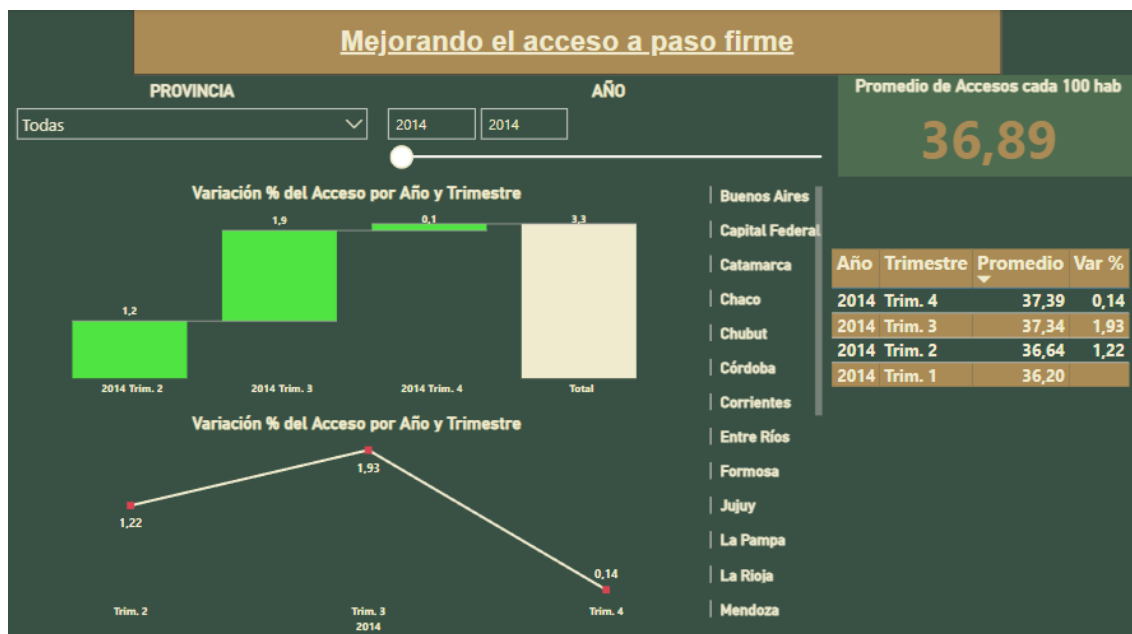 Mejorando el acceso a paso firme
PROVINCIA
Todas
AÑO
2014 2014
Promedio de Accesos cada 100 hab
36,89
Variación % del Acceso por Año y Trimestre
1,2
1,9
0,1
3,3
2014 Trim. 2
2014 Trim. 3
2014 Trim. 4
Total
Variación % del Acceso por Año y Trimestre
1,22
1,93
0,14
Trim. 2
Trim. 3
Trim. 4
2014
Buenos Aires
Capital Federal
Catamarca
Chaco
Chubut
Córdoba
Corrientes
Entre Ríos
Formosa
Jujuy
La Pampa
La Rioja
Mendoza
Año Trimestre Promedio Var %
2014 Trim. 4 37,39 0,14
2014 Trim. 3 37,34 1,93
2014 Trim. 2 36,64 1,22
2014 Trim. 1 36,20